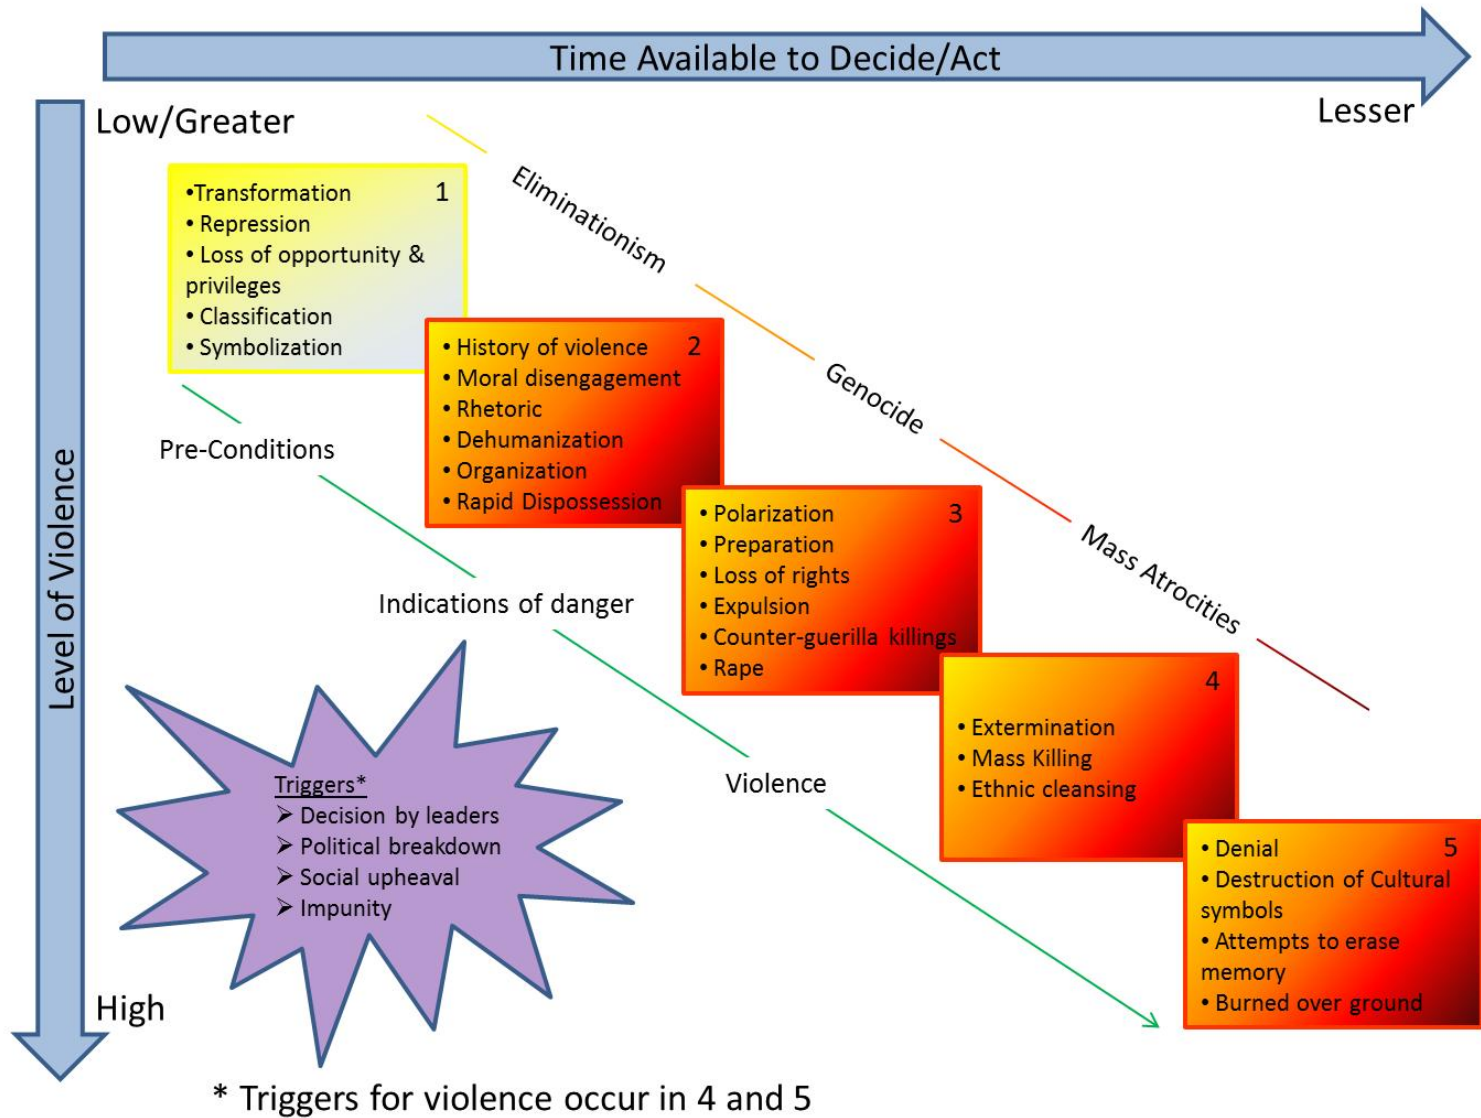 Time Available to Decide/Act
Low/Greater
Lesser
Level of Violence
High
•Transformation 1
• Repression
• Loss of opportunity &
privileges
• Classification
• Symbolization
Eliminationism
• History of violence 2
• Moral disengagement
• Rhetoric
• Dehumanization
• Organization
• Rapid Dispossession
Genocide
Pre-Conditions
• Polarization 3
• Preparation
• Loss of rights
• Expulsion
• Counter-guerilla killings
• Rape
Mass Atrocities
Indications of danger
4
• Extermination
• Mass Killing
• Ethnic cleansing
Violence
• Denial 5
• Destruction of Cultural
symbols
• Attempts to erase
memory
• Burned over ground
Triggers*
➢ Decision by leaders
➢ Political breakdown
➢ Social upheaval
➢ Impunity
* Triggers for violence occur in 4 and 5